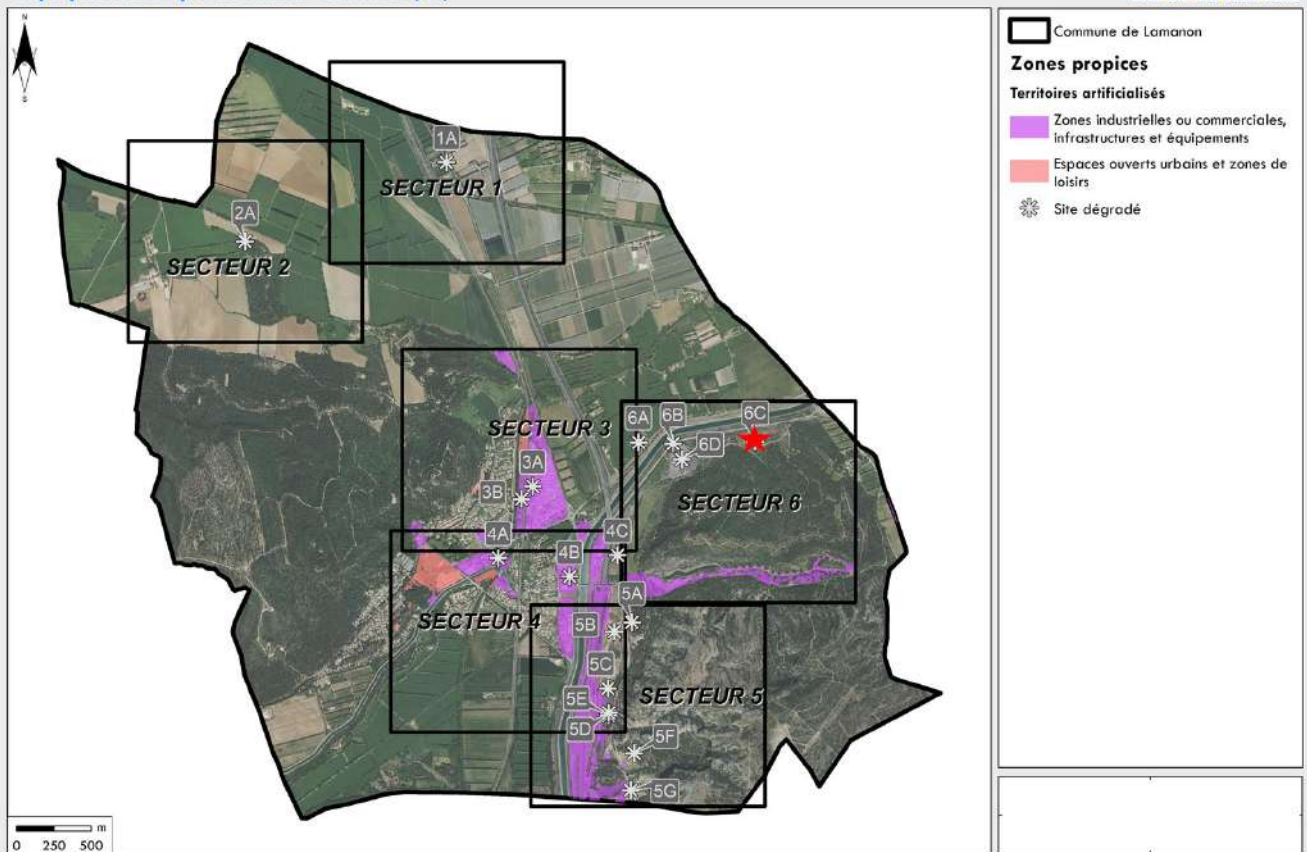 N
S
1A
SECTEUR 1
2A
SECTEUR 2
SECTEUR 3
3A
3B
6A
6B
6C
6D
SECTEUR 6
4A
4B
4C
SECTEUR 4
5A
5B
5C
SECTEUR 5
5E
5D
5F
5G
m
0 250 500
Commune de Lamanon
Zones propices
Territoires artificialisés
Zones industrielles ou commerciales,
infrastructures et équipements
Espaces ouverts urbains et zones de
loisirs
Site dégradé